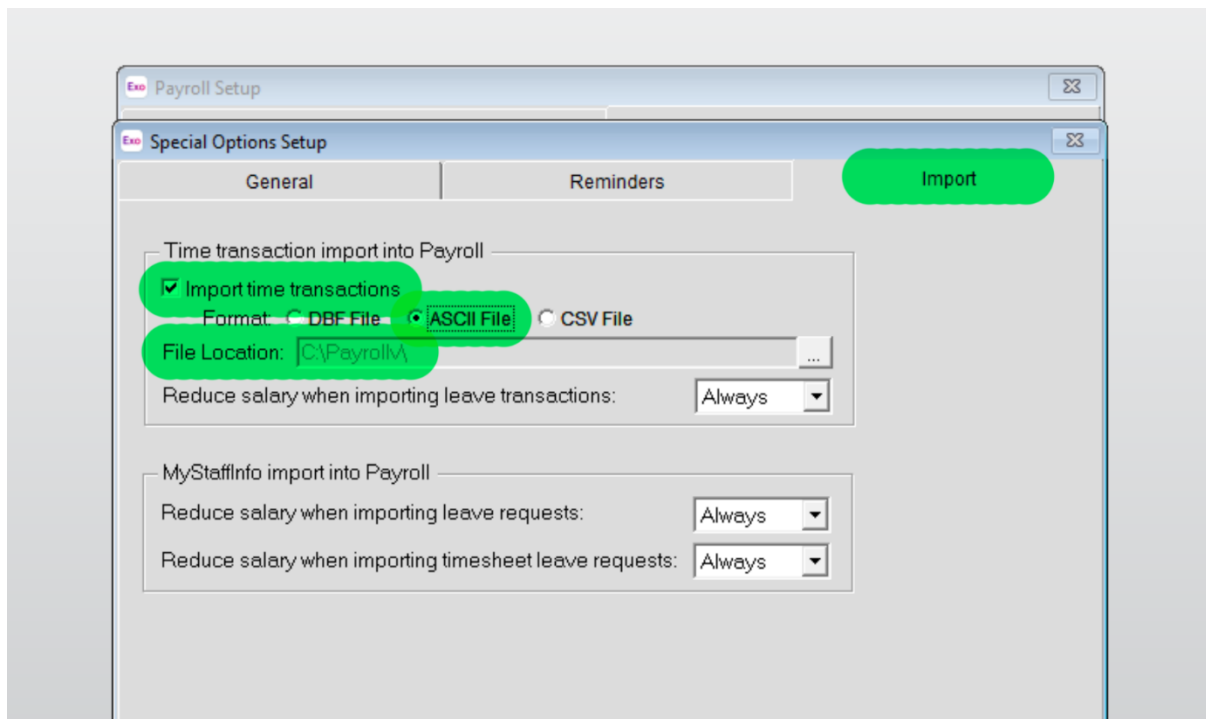 Exo Payroll Setup
Exo Special Options Setup
General Reminders Import
Time transaction import into Payroll
Import time transactions
Format: DBF File ASCII File CSV File
File Location: C:\Payrollv\ ...
Reduce salary when importing leave transactions: Always
MyStaffInfo import into Payroll
Reduce salary when importing leave requests: Always
Reduce salary when importing timesheet leave requests: Always